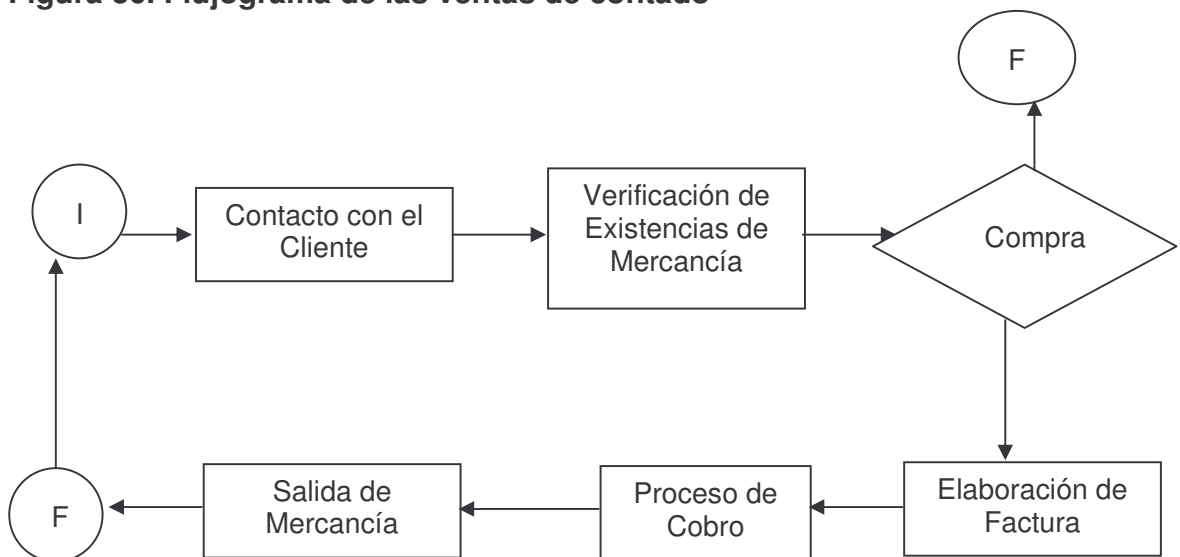 Figura 30. Flujograma de las ventas de contado
F
I
Contacto con el
Cliente
Verificación de
Existencias de
Mercancía
Compra
F
Salida de
Mercancía
Proceso de
Cobro
Elaboración de
Factura